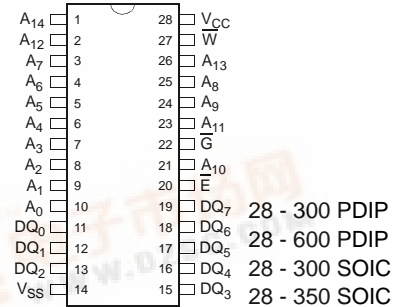 A14 1 28 VCC
A12 2 27 W
A7 3 26 A13
A6 4 25 A8
A5 5 24 A9
A4 6 23 A11
A3 7 22 G
A2 8 21 A10
A1 9 20 E
A0 10 19 DQ7 28 - 300 PDIP
DQ0 11 18 DQ6
DQ1 12 17 DQ5 28 - 600 PDIP
DQ2 13 16 DQ4 28 - 300 SOIC
VSS 14 15 DQ3 28 - 350 SOIC